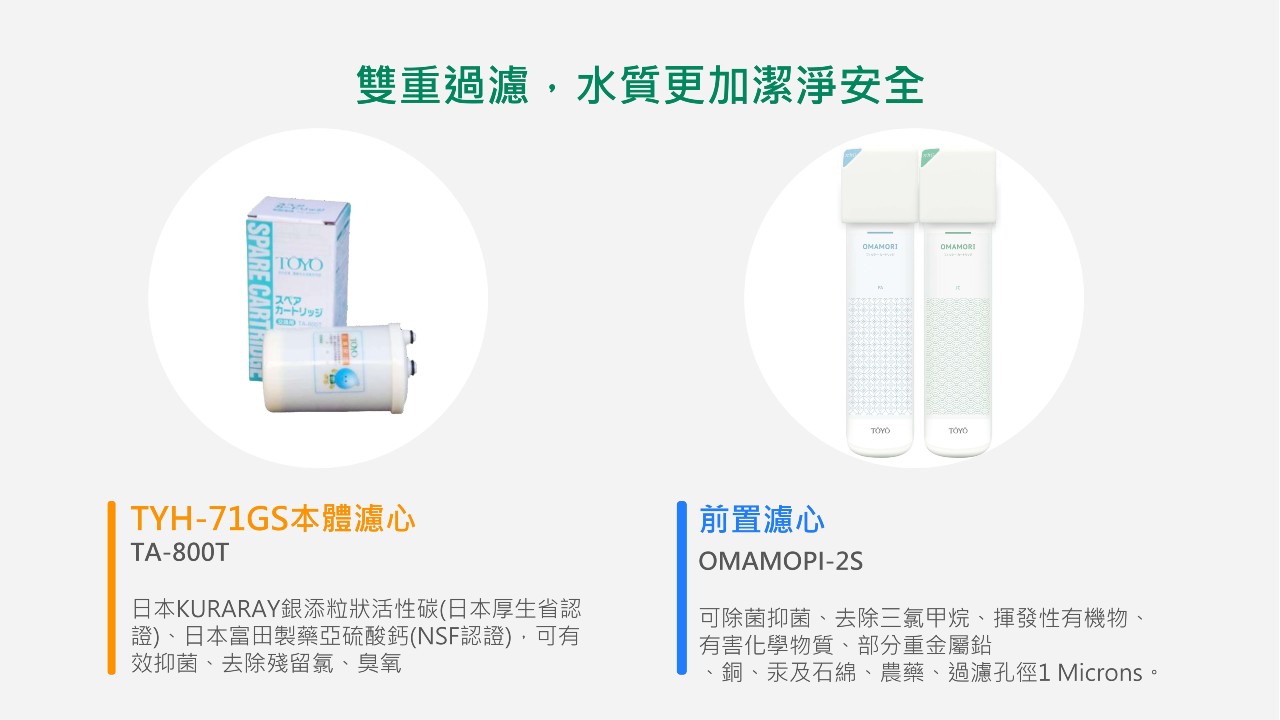 雙重過濾，水質更加潔淨安全
SPARE CARTRIDGE
TOYO
スペア
カートリッジ
TA-800T
TOYO
OMAMORI
OMAMORI
TOYO
TOYO
TYH-71GS本體濾心
TA-800T
日本KURARAY銀添粒狀活性碳(日本厚生省認
證)、日本富田製藥亞硫酸鈣(NSF認證)，可有
效抑菌、去除殘留氯、臭氧
前置濾心
OMAMOPI-2S
可除菌抑菌、去除三氯甲烷、揮發性有機物、
有害化學物質、部分重金屬鉛
、銅、汞及石綿、農藥、過濾孔徑1 Microns。